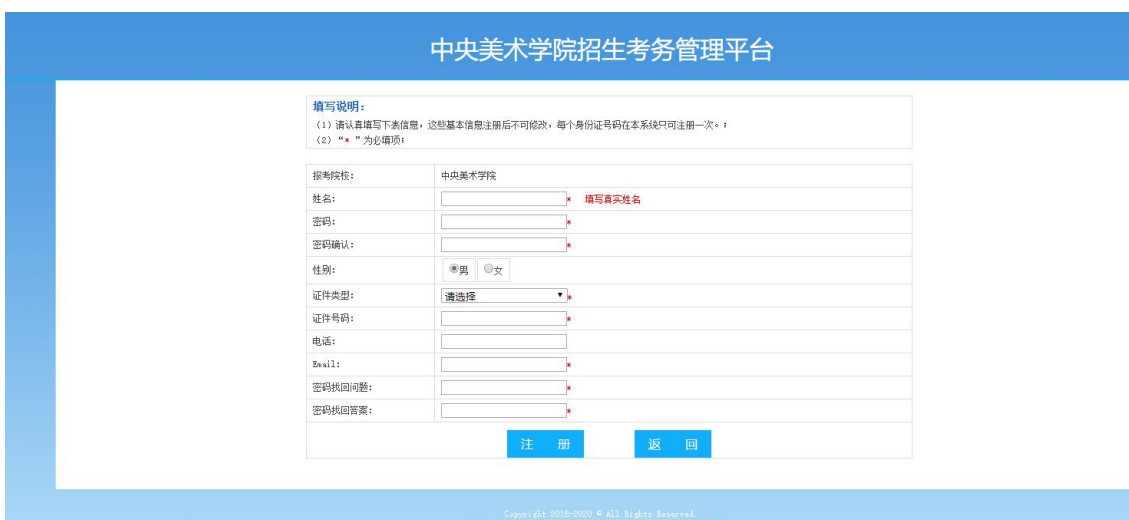 中央美术学院招生考务管理平台
填写说明：
（1）请认真填写下表信息，这些基本信息注册后不可修改，每个身份证号码在本系统只可注册一次。；
（2）“* ”为必填项；
报考院校： 中央美术学院
姓名： * 填写真实姓名
密码： *
密码确认： *
性别： 男 女
证件类型： 请选择 *
证件号码： *
电话：
Email： *
密码找回问题： *
密码找回答案： *
注 册 返 回
Copyright 2018-2020 © All Rights Reserved